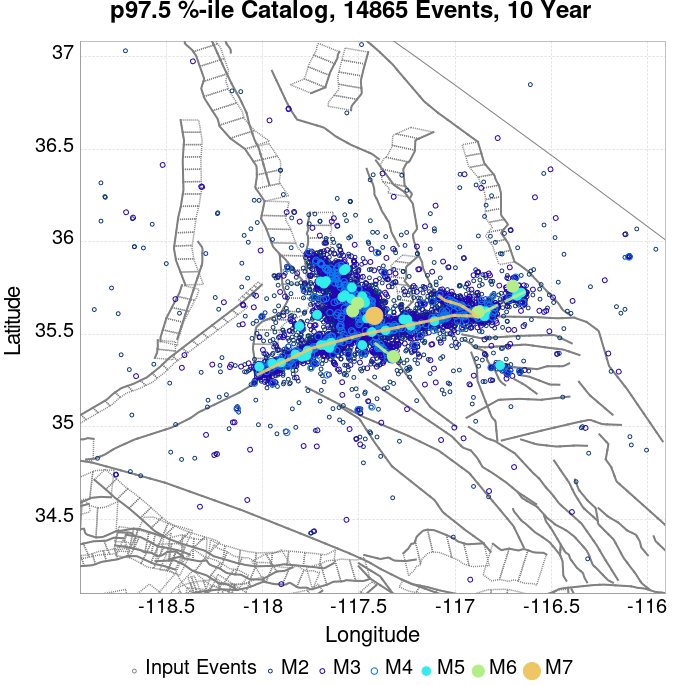 p97.5 %-ile Catalog, 14865 Events, 10 Year
37
36.5
36
35.5
35
34.5
Latitude
-118.5 -118 -117.5 -117 -116.5 -116
Longitude
Input Events M2 M3 M4 M5 M6 M7